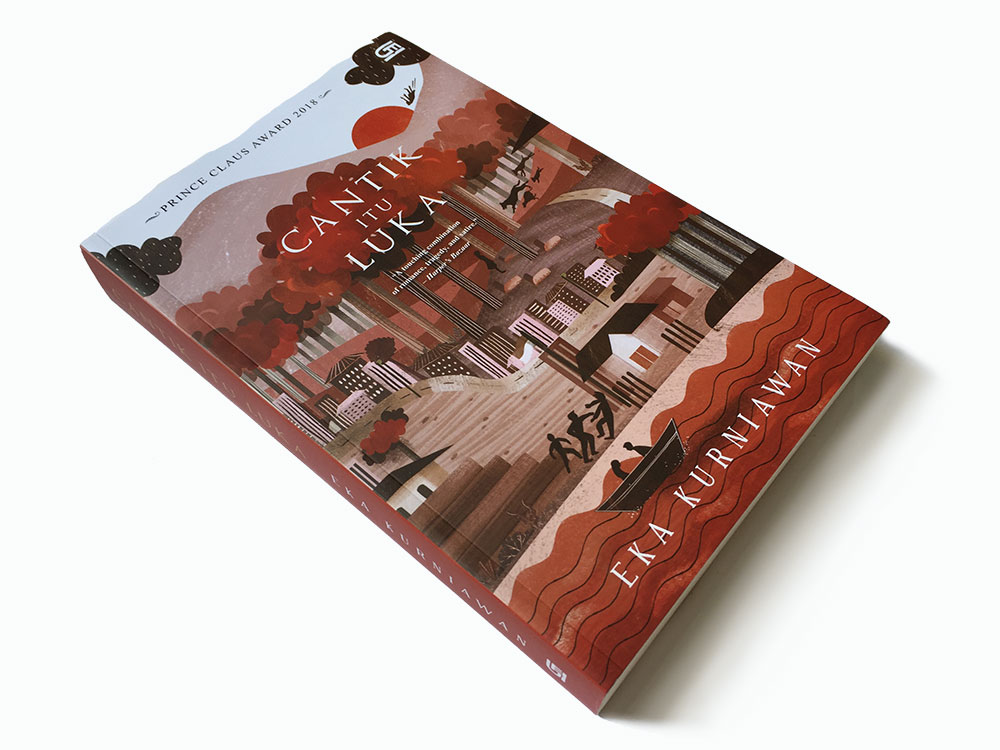 PRINCE CLAUS AWARD 2018
CANTIK
ITU
LUKA
"A touching combination
of romance, tragedy, and satire."
– Harper's Bazaar
EKA KURNIAWAN
LUKA EKA KURNIAWAN